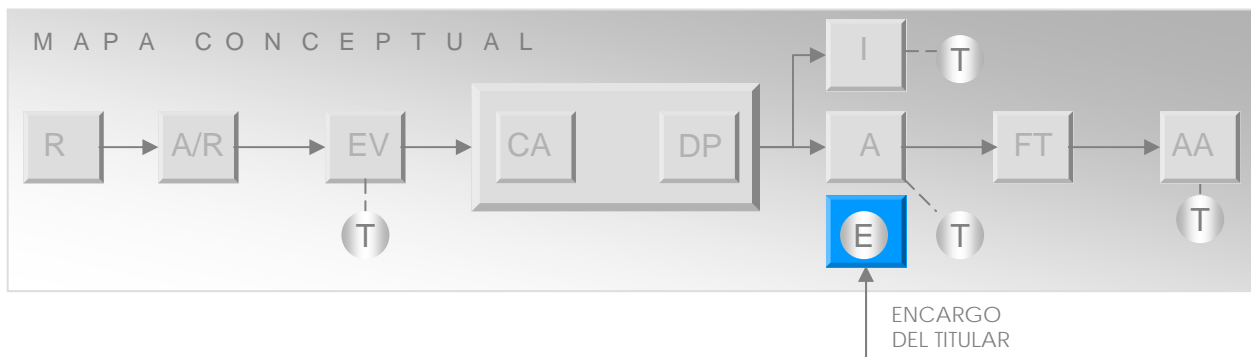 MAPA CONCEPTUAL
I T
R A/R EV CA DP A FT AA
T E T T
ENCARGO
DEL TITULAR